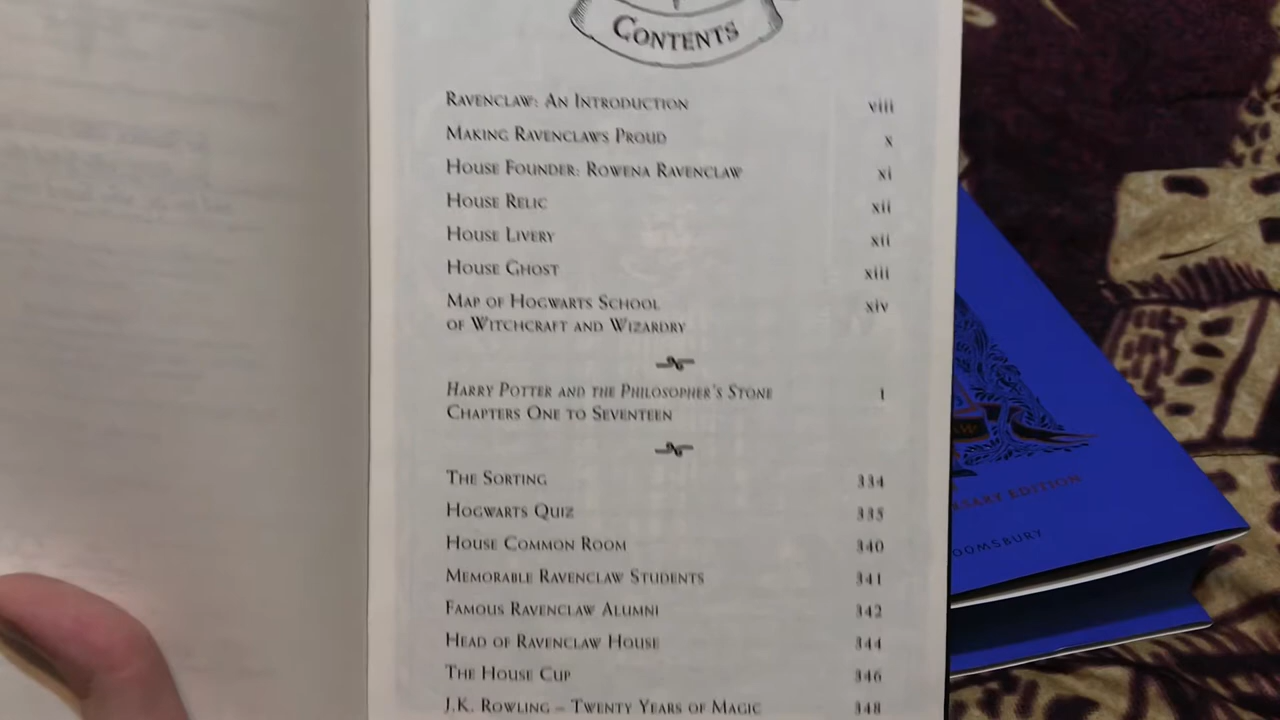 CONTENTS
RAVENCLAW: AN INTRODUCTION viii
MAKING RAVENCLAWS PROUD x
HOUSE FOUNDER: ROWENA RAVENCLAW xi
HOUSE RELIC xii
HOUSE LIVERY xii
HOUSE GHOST xiii
MAP OF HOGWARTS SCHOOL xiv
OF WITCHCRAFT AND WIZARDRY
HARRY POTTER AND THE PHILOSOPHER'S STONE 1
CHAPTERS ONE TO SEVENTEEN
THE SORTING 334
HOGWARTS QUIZ 335
HOUSE COMMON ROOM 340
MEMORABLE RAVENCLAW STUDENTS 341
FAMOUS RAVENCLAW ALUMNI 342
HEAD OF RAVENCLAW HOUSE 344
THE HOUSE CUP 346
J.K. ROWLING – TWENTY YEARS OF MAGIC 348
SARY EDITION
OOMSBURY